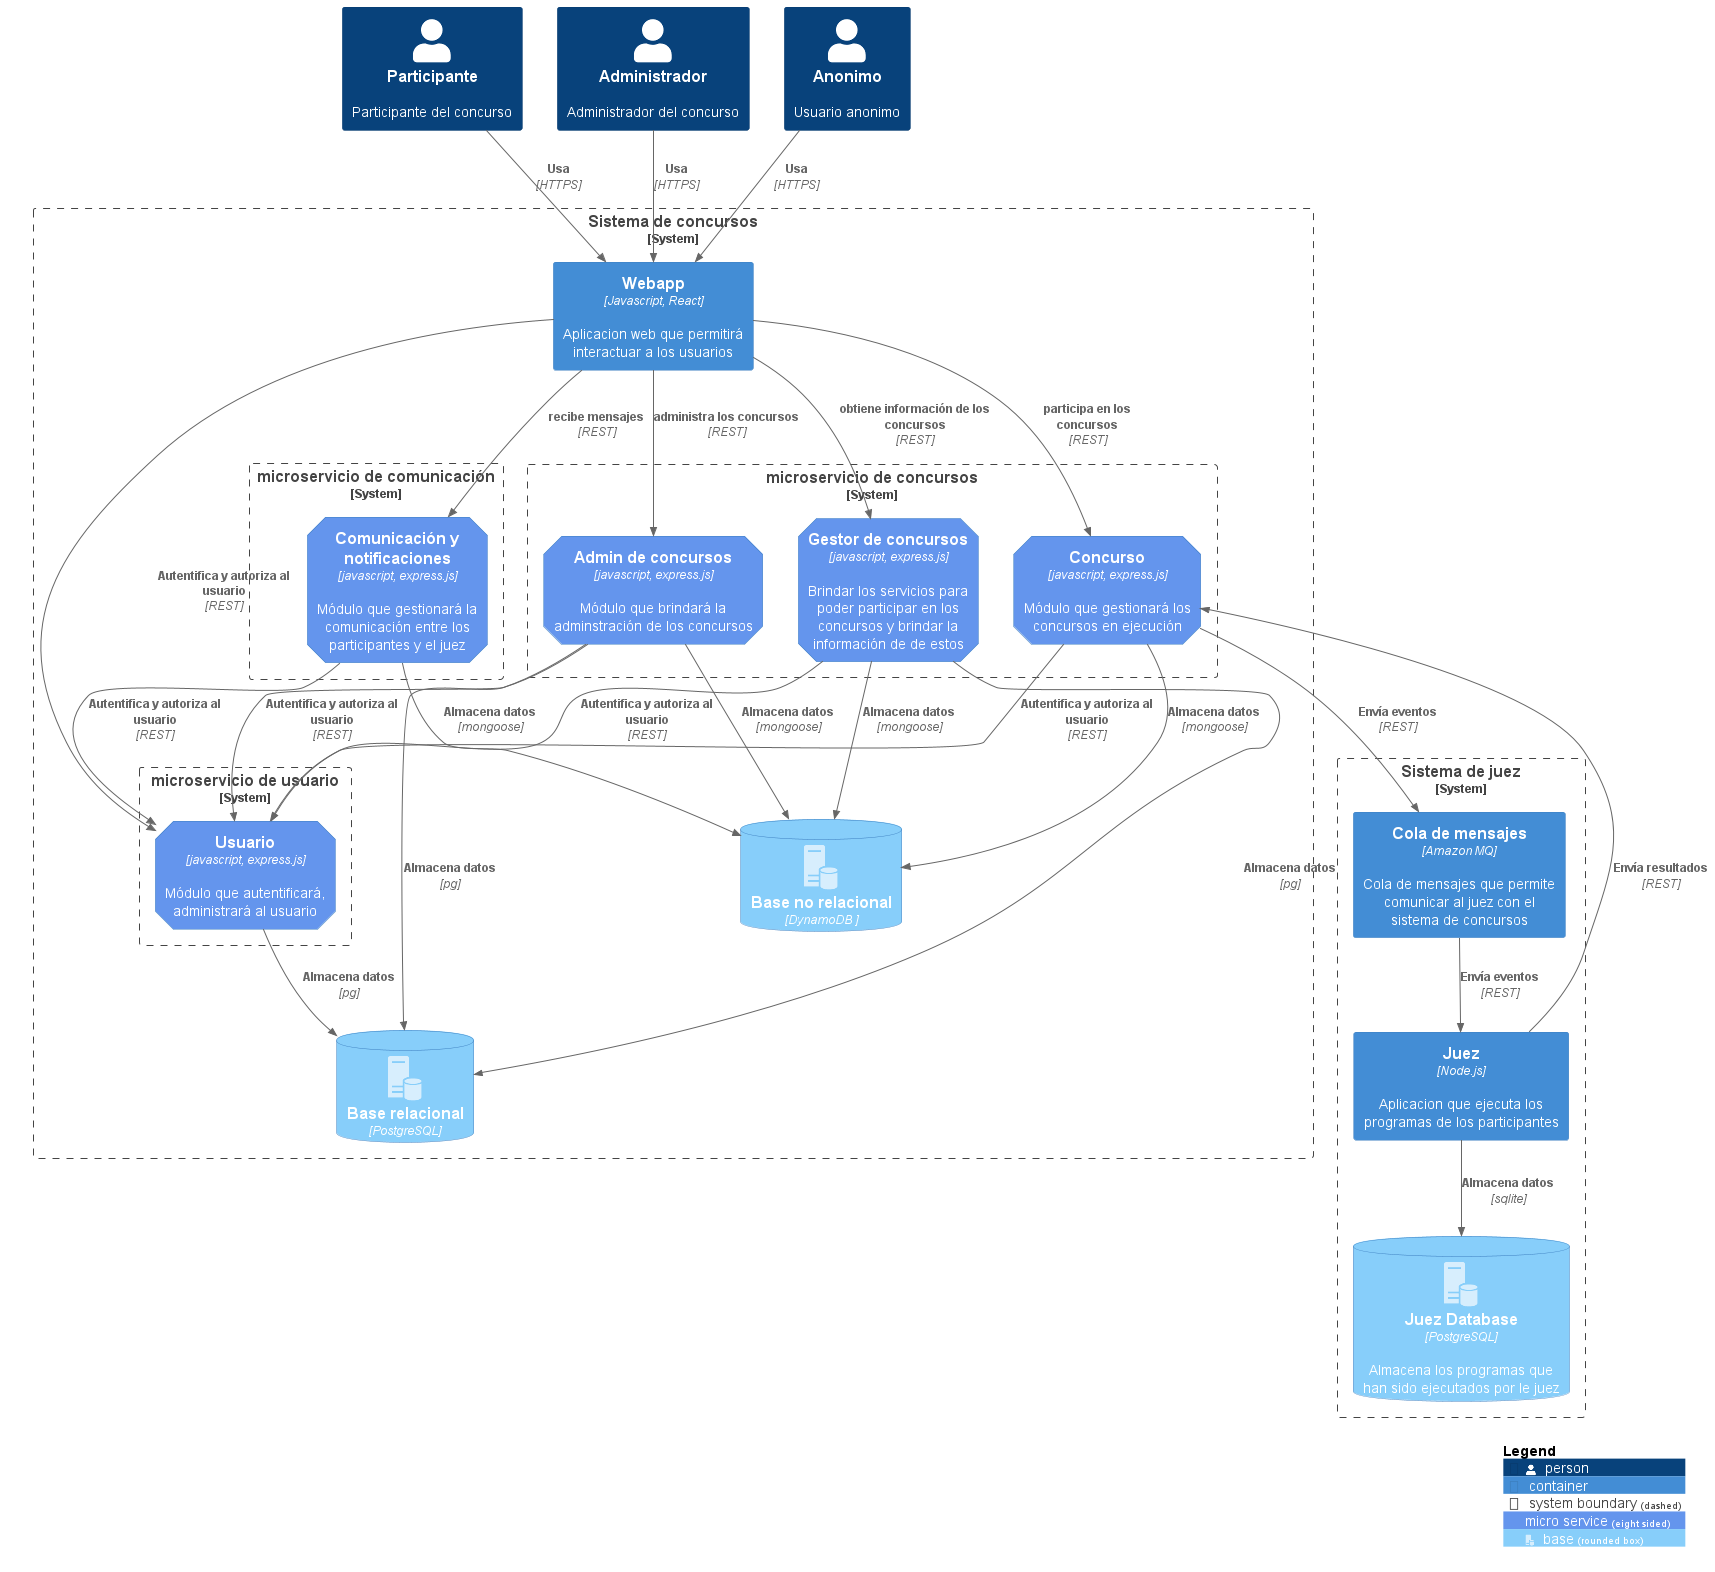 Participante
Participante del concurso
Administrador
Administrador del concurso
Anonimo
Usuario anonimo
Usa
[HTTPS]
Usa
[HTTPS]
Usa
[HTTPS]
Sistema de concursos
[System]
Webapp
[Javascript, React]
Aplicacion web que permitirá
interactuar a los usuarios
recibe mensajes
[REST]
administra los concursos
[REST]
obtiene información de los
concursos
[REST]
participa en los
concursos
[REST]
microservicio de comunicación
[System]
Comunicación y
notificaciones
[javascript, express.js]
Módulo que gestionará la
comunicación entre los
participantes y el juez
microservicio de concursos
[System]
Admin de concursos
[javascript, express.js]
Módulo que brindará la
adminstración de los concursos
Gestor de concursos
[javascript, express.js]
Brindar los servicios para
poder participar en los
concursos y brindar la
información de de estos
Concurso
[javascript, express.js]
Módulo que gestionará los
concursos en ejecución
Autentifica y autoriza al
usuario
[REST]
Autentifica y autoriza al
usuario
[REST]
Autentifica y autoriza al
usuario
[REST]
Almacena datos
[mongoose]
Autentifica y autoriza al
usuario
[REST]
Almacena datos
[mongoose]
Almacena datos
[mongoose]
Autentifica y autoriza al
usuario
[REST]
Almacena datos
[mongoose]
Envía eventos
[REST]
microservicio de usuario
[System]
Usuario
[javascript, express.js]
Módulo que autentificará,
administrará al usuario
Almacena datos
[pg]
Base no relacional
[DynamoDB ]
Almacena datos
[pg]
Sistema de juez
[System]
Cola de mensajes
[Amazon MQ]
Cola de mensajes que permite
comunicar al juez con el
sistema de concursos
Envía resultados
[REST]
Almacena datos
[pg]
Envía eventos
[REST]
Base relacional
[PostgreSQL]
Juez
[Node.js]
Aplicacion que ejecuta los
programas de los participantes
Almacena datos
[sqlite]
Juez Database
[PostgreSQL]
Almacena los programas que
han sido ejecutados por le juez
Legend
person
container
system boundary (dashed)
micro service (eight sided)
base (rounded box)